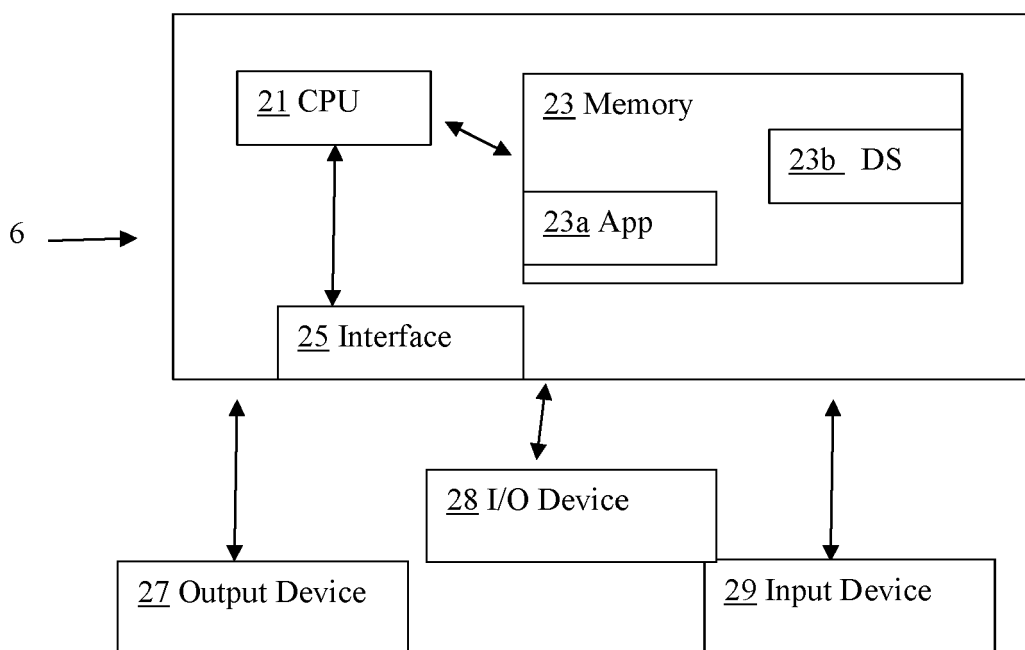 21 CPU
23 Memory
23b DS
23a App
6
25 Interface
28 I/O Device
27 Output Device
29 Input Device